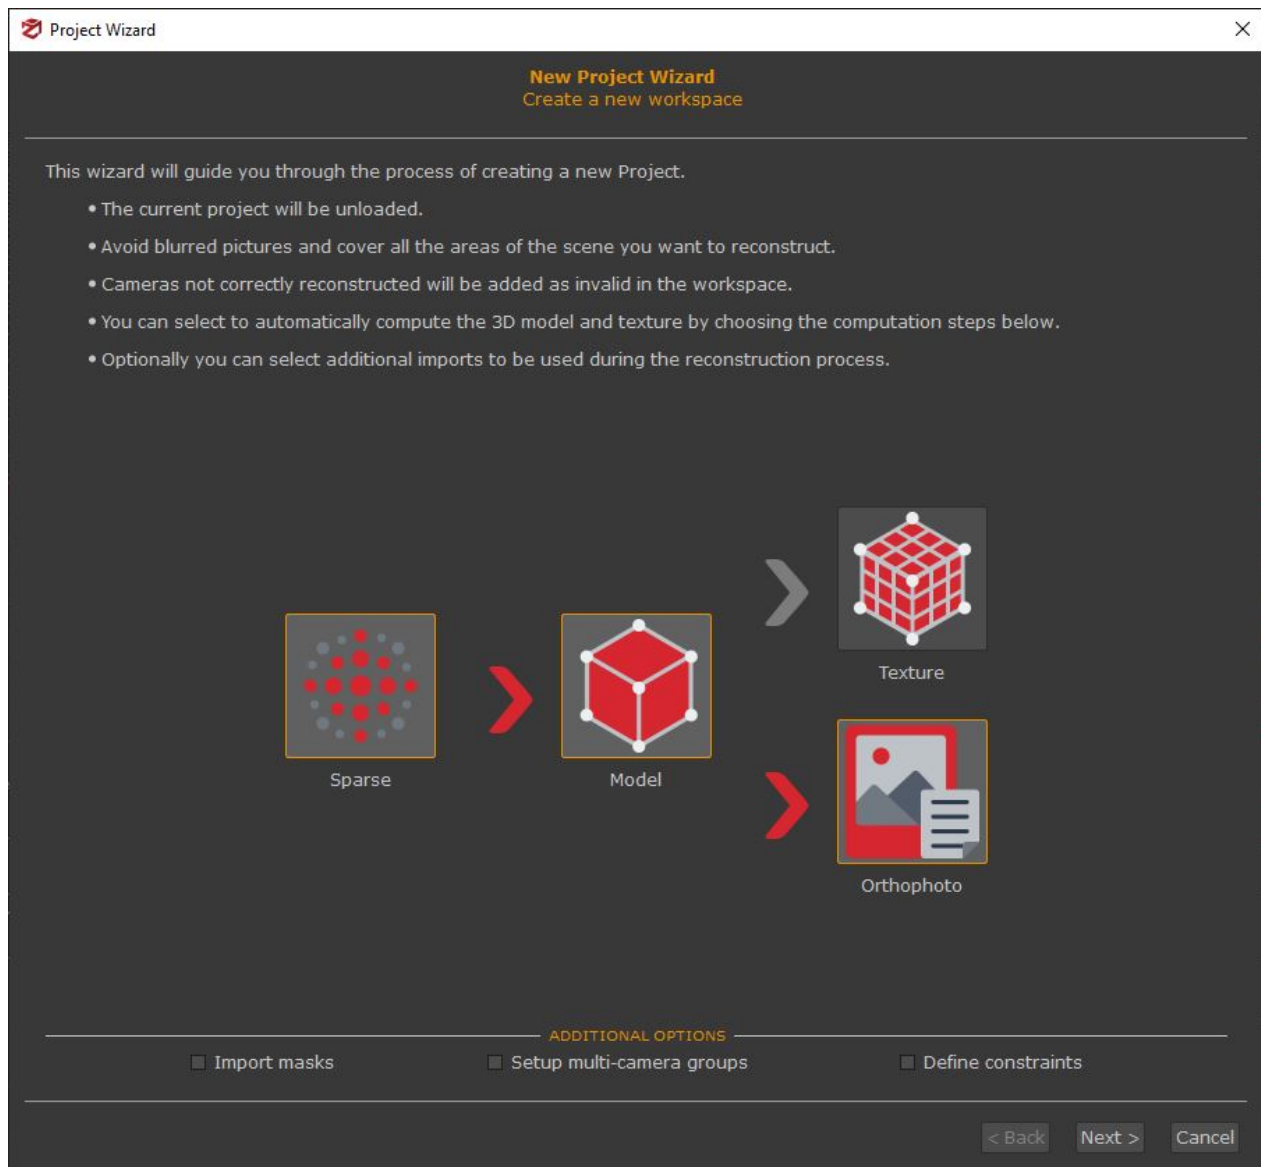 Project Wizard
New Project Wizard
Create a new workspace
This wizard will guide you through the process of creating a new Project.
• The current project will be unloaded.
• Avoid blurred pictures and cover all the areas of the scene you want to reconstruct.
• Cameras not correctly reconstructed will be added as invalid in the workspace.
• You can select to automatically compute the 3D model and texture by choosing the computation steps below.
• Optionally you can select additional imports to be used during the reconstruction process.
Texture
Sparse
Model
Orthophoto
ADDITIONAL OPTIONS
Import masks
Setup multi-camera groups
Define constraints
< Back
Next >
Cancel